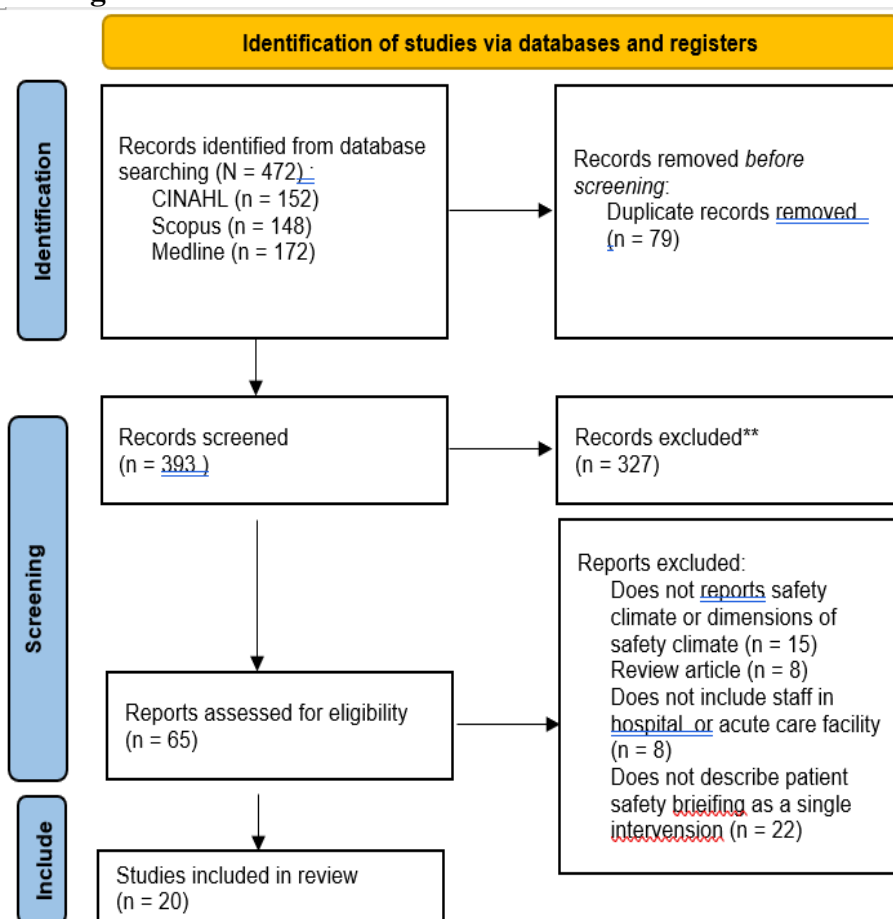 Identification of studies via databases and registers
Identification
Records identified from database
searching (N = 472) :
CINAHL (n = 152)
Scopus (n = 148)
Medline (n = 172)
Records removed before
screening:
Duplicate records removed
(n = 79)
Records screened
(n = 393 )
Records excluded**
(n = 327)
Screening
Reports assessed for eligibility
(n = 65)
Reports excluded:
Does not reports safety
climate or dimensions of
safety climate (n = 15)
Review article (n = 8)
Does not include staff in
hospital or acute care facility
(n = 8)
Does not describe patient
safety brieifing as a single
intervension (n = 22)
Include
Studies included in review
(n = 20)